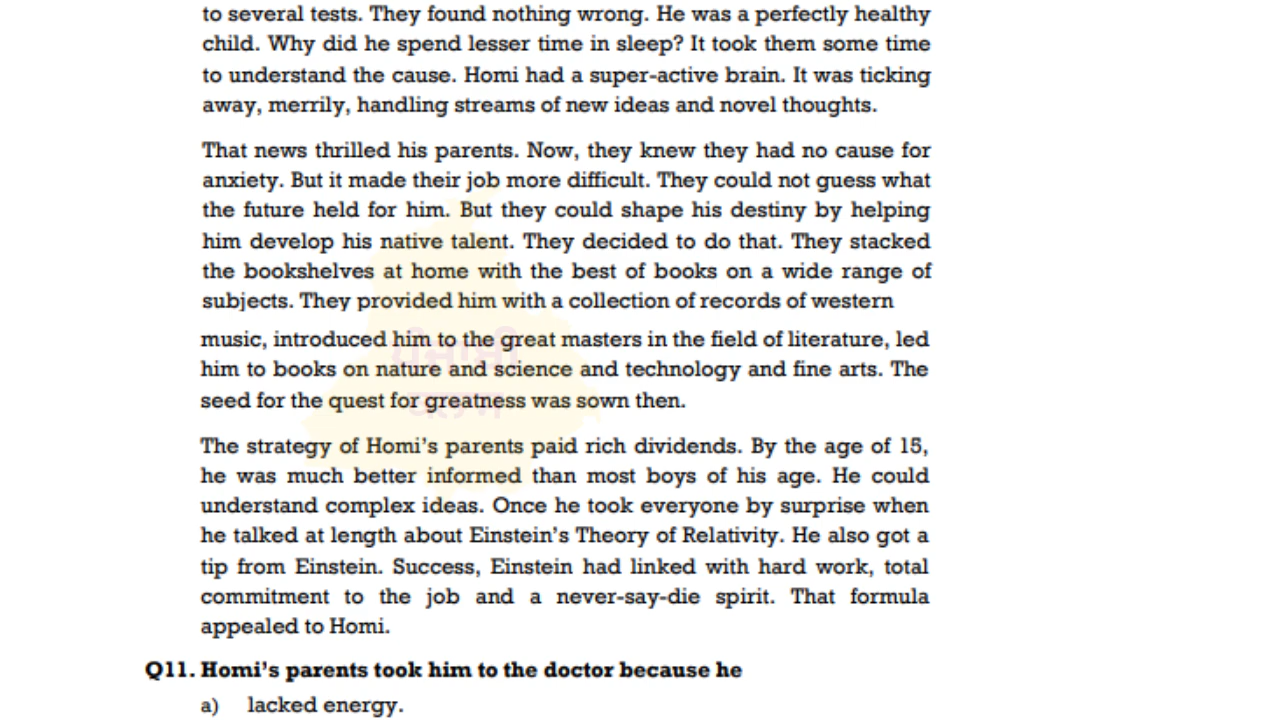 to several tests. They found nothing wrong. He was a perfectly healthy
child. Why did he spend lesser time in sleep? It took them some time
to understand the cause. Homi had a super-active brain. It was ticking
away, merrily, handling streams of new ideas and novel thoughts.
That news thrilled his parents. Now, they knew they had no cause for
anxiety. But it made their job more difficult. They could not guess what
the future held for him. But they could shape his destiny by helping
him develop his native talent. They decided to do that. They stacked
the bookshelves at home with the best of books on a wide range of
subjects. They provided him with a collection of records of western
music, introduced him to the great masters in the field of literature, led
him to books on nature and science and technology and fine arts. The
seed for the quest for greatness was sown then.
The strategy of Homi's parents paid rich dividends. By the age of 15,
he was much better informed than most boys of his age. He could
understand complex ideas. Once he took everyone by surprise when
he talked at length about Einstein's Theory of Relativity. He also got a
tip from Einstein. Success, Einstein had linked with hard work, total
commitment to the job and a never-say-die spirit. That formula
appealed to Homi.
Q11. Homi's parents took him to the doctor because he
a) lacked energy.